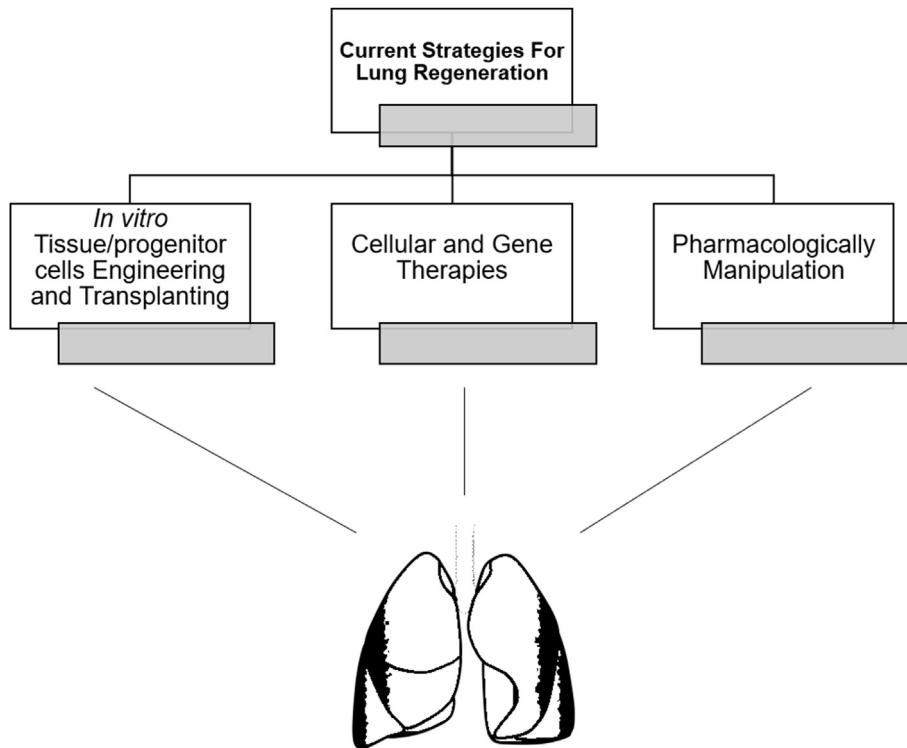 Current Strategies For
Lung Regeneration
In vitro
Tissue/progenitor
cells Engineering
and Transplanting
Cellular and Gene
Therapies
Pharmacologically
Manipulation